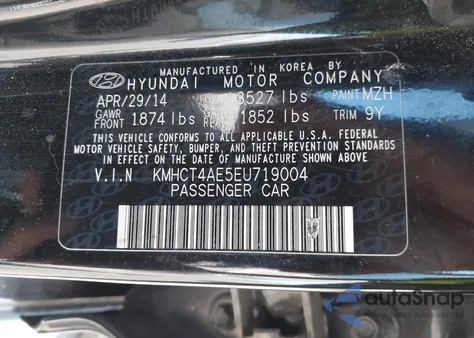 MANUFACTURED IN KOREA BY
HYUNDAI MOTOR COMPANY
APR/29/14 GVWR 3527 lbs PAINT MZH
GAWR FRONT 1874 lbs 1852 lbs TRIM 9Y
THIS VEHICLE CONFORMS TO ALL APPLICABLE U.S.A. FEDERAL
MOTOR VEHICLE SAFETY, BUMPER, AND THEFT PREVENTION
STANDARDS IN EFFECT ON THE DATE OF MANUFACTURE SHOWN ABOVE.
V.I.N KMHCT4AE5EU719004
PASSENGER CAR
autoSnap